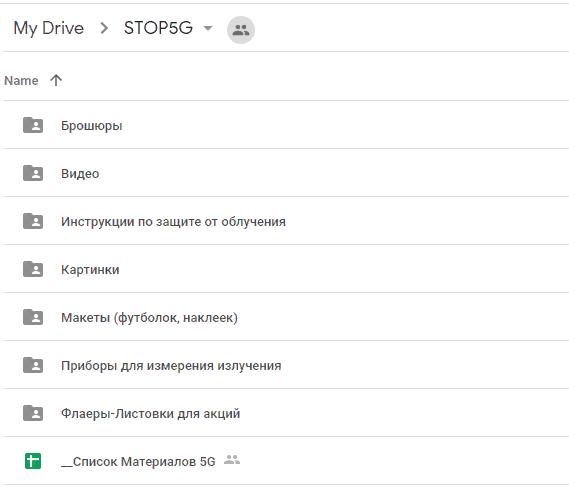 My Drive > STOP5G
Name ↑
Брошюры
Видео
Инструкции по защите от облучения
Картинки
Макеты (футболок, наклеек)
Приборы для измерения излучения
Флаеры-Листовки для акций
__Список Материалов 5G